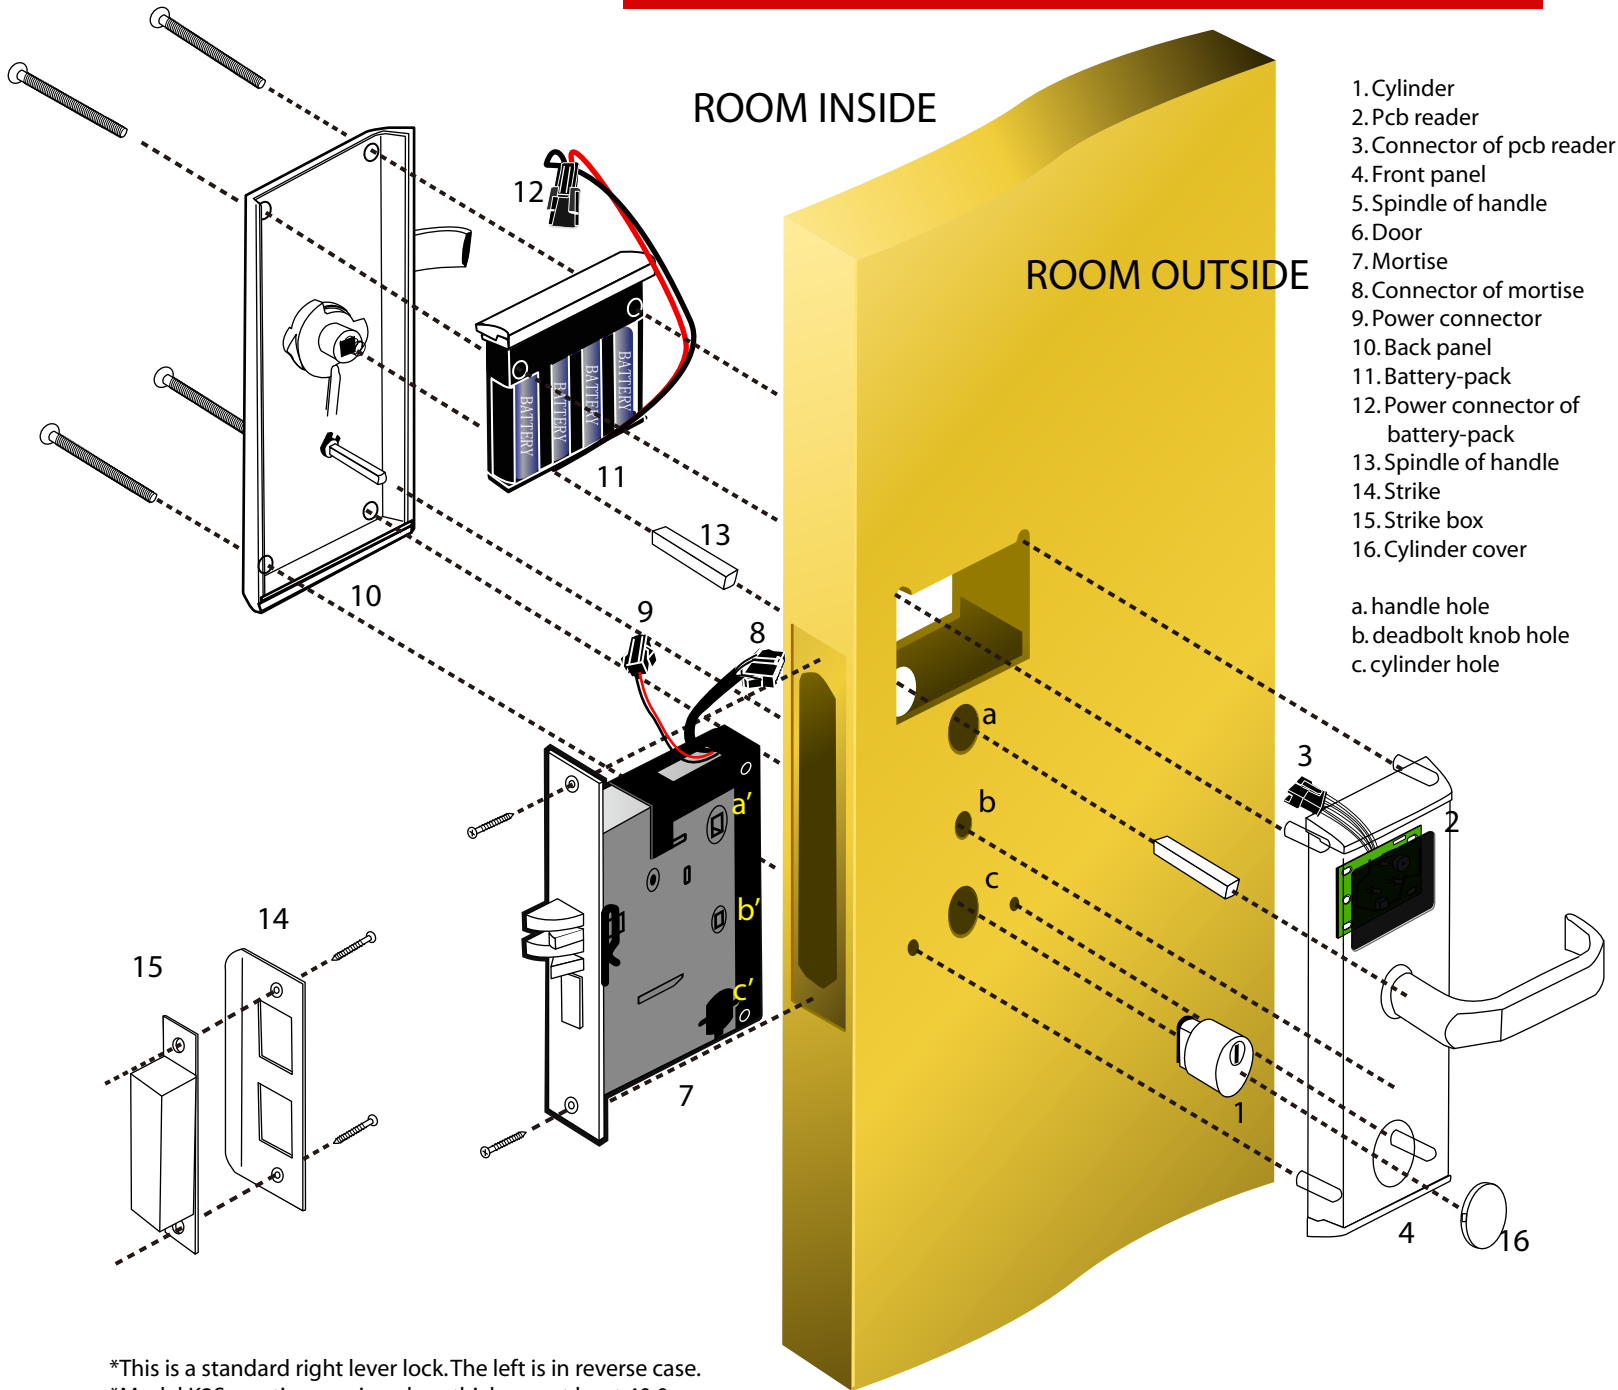 ROOM INSIDE
ROOM OUTSIDE
1. Cylinder
2. Pcb reader
3. Connector of pcb reader
4. Front panel
5. Spindle of handle
6. Door
7. Mortise
8. Connector of mortise
9. Power connector
10. Back panel
11. Battery-pack
12. Power connector of
battery-pack
13. Spindle of handle
14. Strike
15. Strike box
16. Cylinder cover
a. handle hole
b. deadbolt knob hole
c. cylinder hole
12
BATTERY
BATTERY
BATTERY
BATTERY
11
13
10
9
8
a
b
c
3
2
a'
b'
c'
14
15
7
1
4
16
*This is a standard right lever lock. The left is in reverse case.